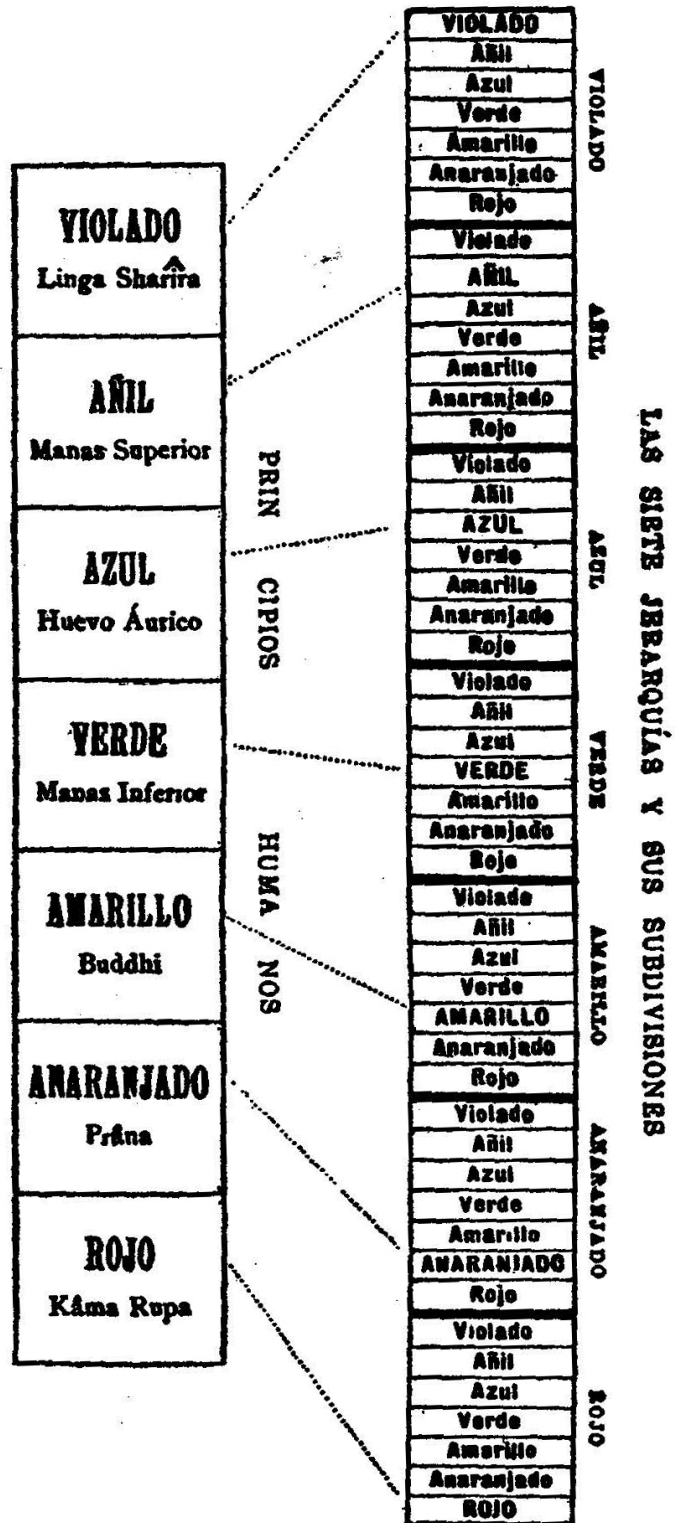 VIOLADO
Linga Sharîra
AÑIL
Manas Superior
AZUL
Huevo Áurico
VERDE
Manas Inferior
AMARILLO
Buddhi
ANARANJADO
Prâna
ROJO
Kâma Rupa
PRIN CIPIOS HUMA NOS
VIOLADO
Añil
Azul
Verde
Amarillo
Anaranjado
Rojo
VIOLADO
Violado
AÑIL
Azul
Verde
Amarillo
Anaranjado
Rojo
AÑIL
Violado
Añil
AZUL
Verde
Amarillo
Anaranjado
Rojo
AZUL
Violado
Añil
Azul
VERDE
Amarillo
Anaranjado
Rojo
VERDE
Violado
Añil
Azul
Verde
AMARILLO
Anaranjado
Rojo
AMARILLO
Violado
Añil
Azul
Verde
Amarillo
ANARANJADO
Rojo
ANARANJADO
Violado
Añil
Azul
Verde
Amarillo
Anaranjado
ROJO
ROJO
LAS SIETE JERARQUÍAS Y SUS SUBDIVISIONES